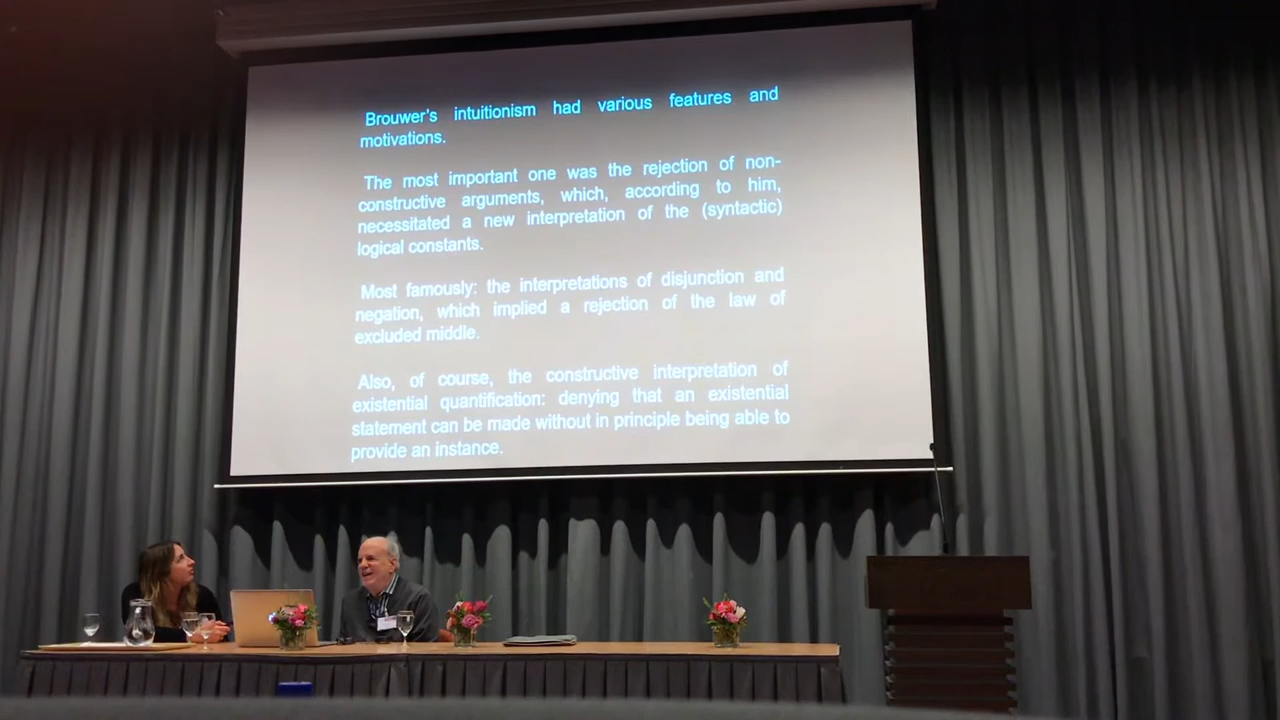 Brouwer's intuitionism had various features and
motivations.
The most important one was the rejection of non-
constructive arguments, which, according to him,
necessitated a new interpretation of the (syntactic)
logical constants.
Most famously: the interpretations of disjunction and
negation, which implied a rejection of the law of
excluded middle.
Also, of course, the constructive interpretation of
existential quantification: denying that an existential
statement can be made without in principle being able to
provide an instance.